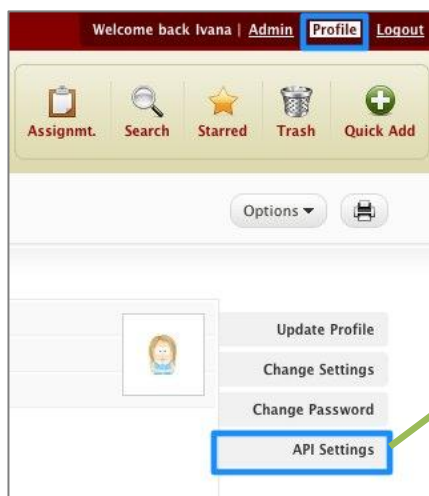 Welcome back Ivana | Admin Profile Logout
Assignmt. Search Starred Trash Quick Add
Options
Update Profile
Change Settings
Change Password
API Settings